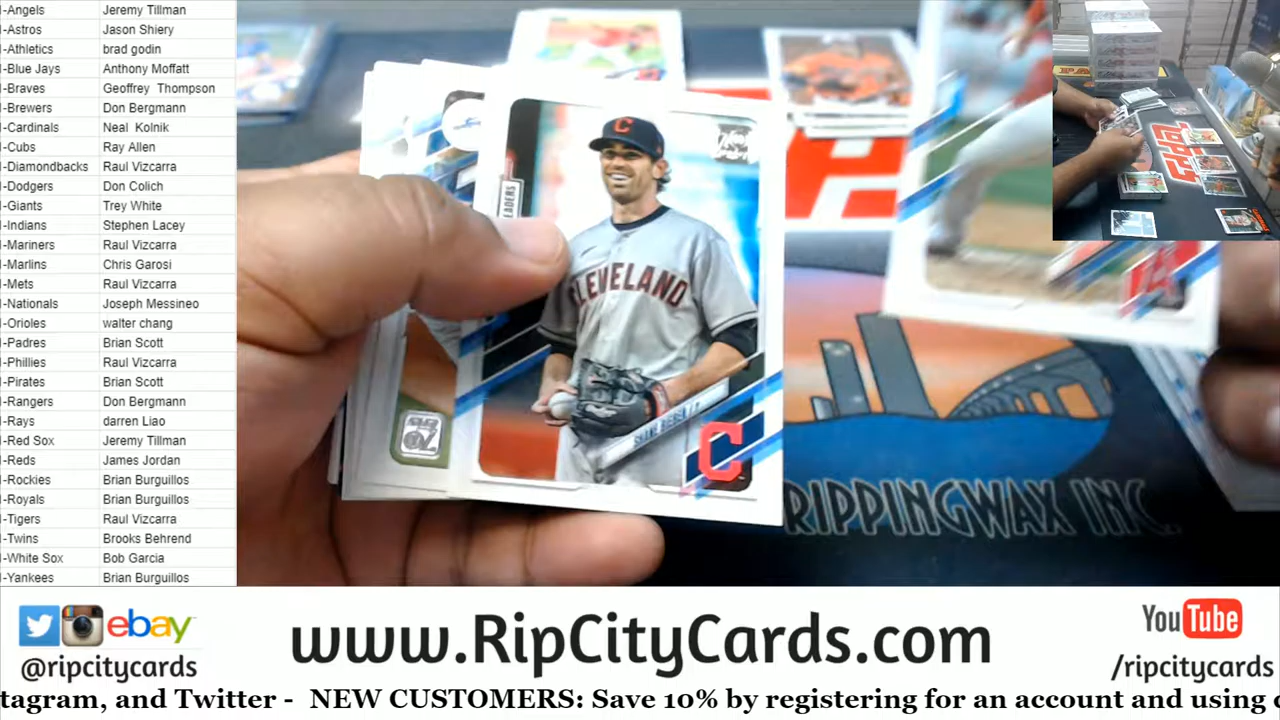 l-Angels Jeremy Tillman
l-Astros Jason Shiery
l-Athletics brad godin
l-Blue Jays Anthony Moffatt
l-Braves Geoffrey Thompson
l-Brewers Don Bergmann
l-Cardinals Neal Kolnik
l-Cubs Ray Allen
l-Diamondbacks Raul Vizcarra
l-Dodgers Don Colich
l-Giants Trey White
l-Indians Stephen Lacey
l-Mariners Raul Vizcarra
l-Marlins Chris Garosi
l-Mets Raul Vizcarra
l-Nationals Joseph Messineo
l-Orioles walter chang
l-Padres Brian Scott
l-Phillies Raul Vizcarra
l-Pirates Brian Scott
l-Rangers Don Bergmann
l-Rays darren Liao
l-Red Sox Jeremy Tillman
l-Reds James Jordan
l-Rockies Brian Burguillos
l-Royals Brian Burguillos
l-Tigers Raul Vizcarra
l-Twins Brooks Behrend
l-White Sox Bob Garcia
l-Yankees Brian Burguillos
C
EADERS
CLEVELAND
SHANE BIEBER / P
C
70
topps
RIPPINGWAX INC.
ebay
@ripcitycards
www.RipCityCards.com
YouTube
/ripcitycards
stagram, and Twitter - NEW CUSTOMERS: Save 10% by registering for an account and using